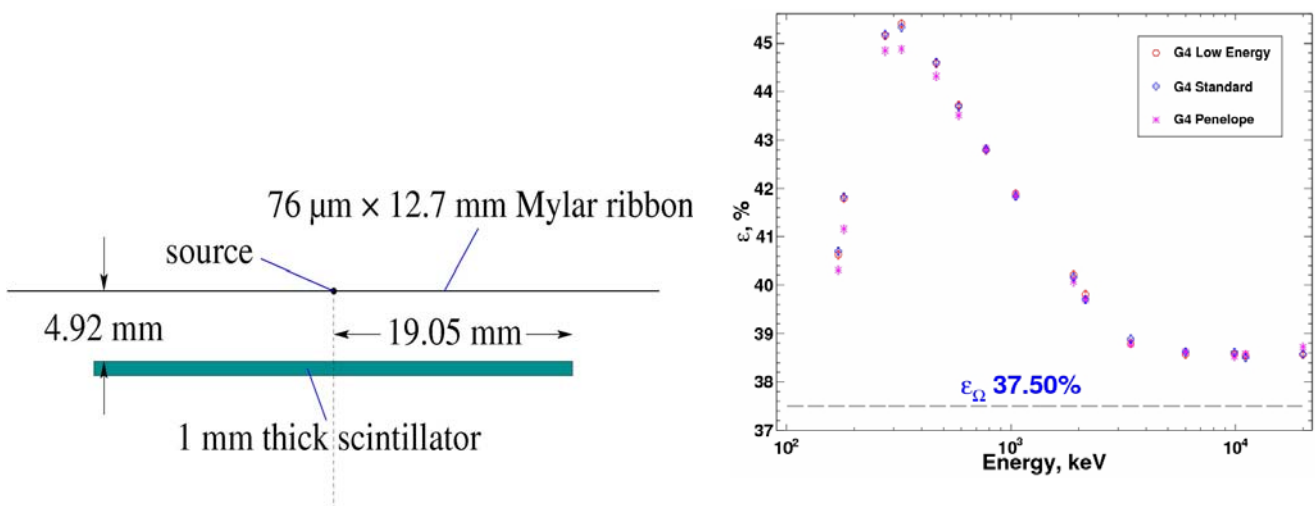 76 μm × 12.7 mm Mylar ribbon
source
4.92 mm
19.05 mm
1 mm thick scintillator
45
44
43
42
41
40
39
38
37
ε, %
G4 Low Energy
G4 Standard
G4 Penelope
εΩ 37.50%
10²
10³
10⁴
Energy, keV